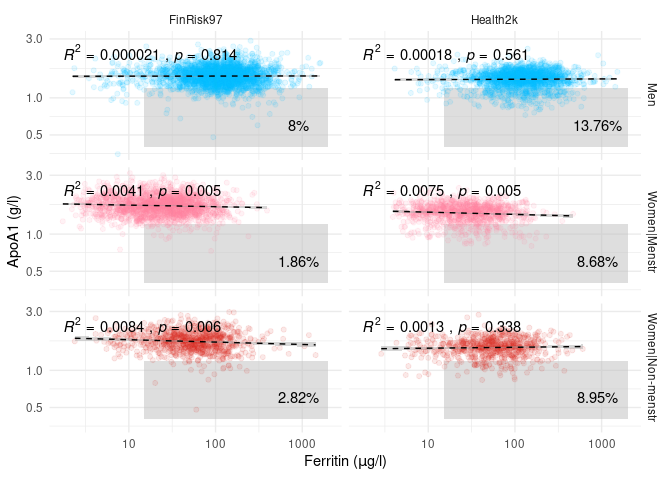 FinRisk97
Health2k
3.0
1.0
0.5
R² = 0.000021 , p = 0.814
8%
R² = 0.00018 , p = 0.561
13.76%
Men
3.0
1.0
0.5
R² = 0.0041 , p = 0.005
1.86%
R² = 0.0075 , p = 0.005
8.68%
Women|Menstr
ApoA1 (g/l)
3.0
1.0
0.5
R² = 0.0084 , p = 0.006
2.82%
R² = 0.0013 , p = 0.338
8.95%
Women|Non-menstr
10 100 1000
10 100 1000
Ferritin (μg/l)